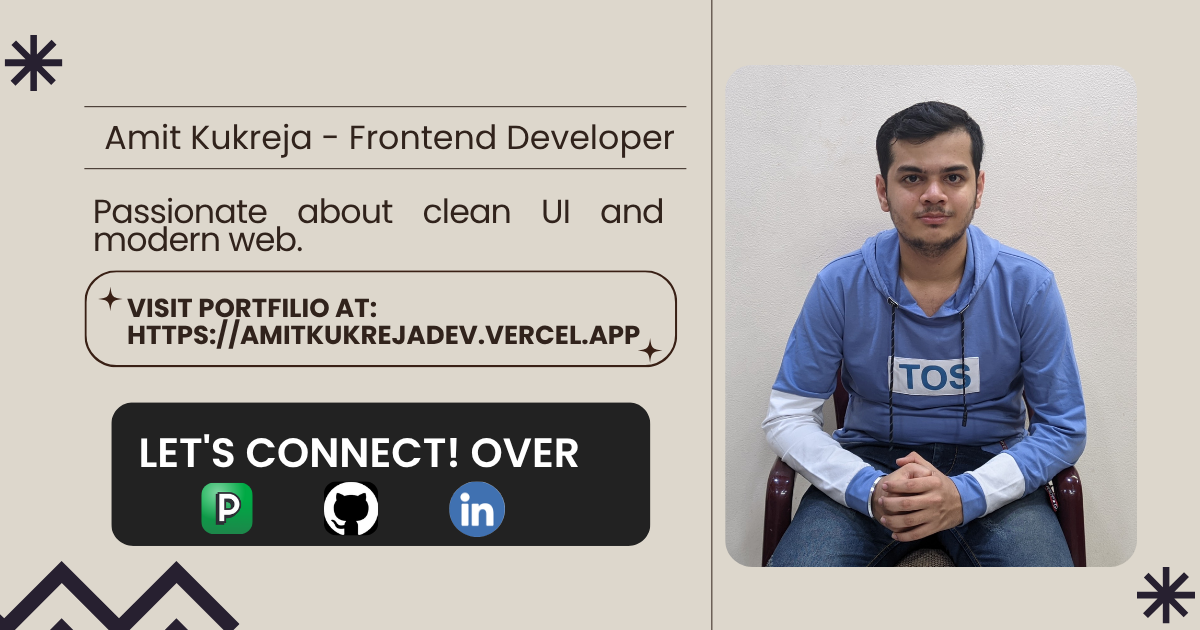 Amit Kukreja - Frontend Developer
Passionate about clean UI and
modern web.
VISIT PORTFILIO AT:
HTTPS://AMITKUKREJADEV.VERCEL.APP
LET'S CONNECT! OVER
P
in
TOS